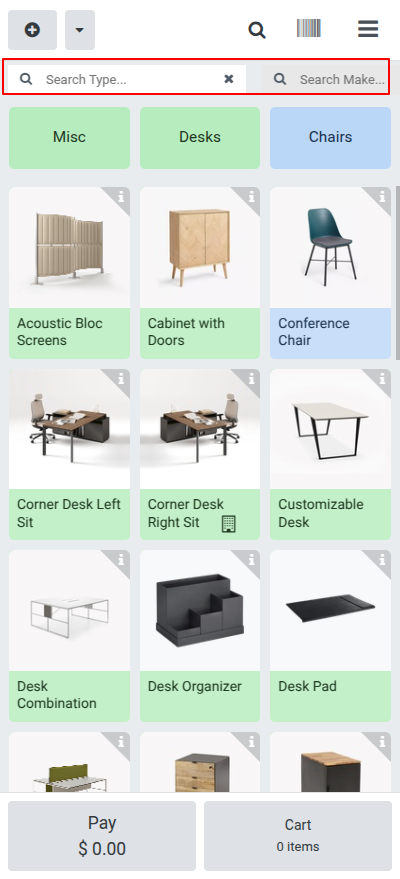 Search Type...
Search Make...
Misc
Desks
Chairs
Acoustic Bloc
Screens
Cabinet with
Doors
Conference
Chair
Corner Desk Left
Sit
Corner Desk
Right Sit
Customizable
Desk
Desk
Combination
Desk Organizer
Desk Pad
Pay
$ 0.00
Cart
0 items